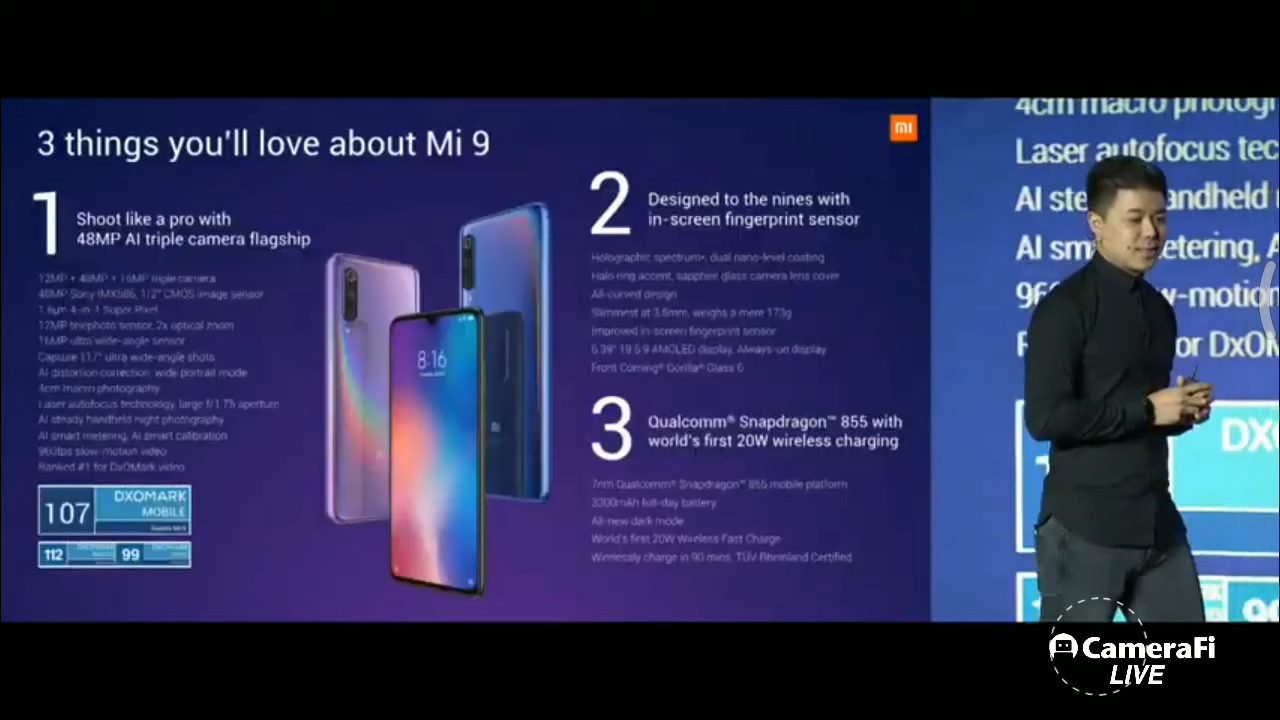 3 things you'll love about Mi 9
mi
1
Shoot like a pro with
48MP AI triple camera flagship
12MP + 48MP + 16MP triple camera
48MP Sony IMX586, 1/2" CMOS image sensor
1.6μm 4-in-1 Super Pixel
12MP telephoto sensor, 2x optical zoom
16MP ultra wide-angle sensor
Capture 117° ultra wide-angle shots
AI distortion correction, wide portrait mode
4cm macro photography
Laser autofocus technology, large f/1.75 aperture
AI steady handheld night photography
AI smart metering, AI smart calibration
960fps slow-motion video
Ranked #1 for DxOMark video
107
DXOMARK
MOBILE
112
99
8:16
2
Designed to the nines with
in-screen fingerprint sensor
Holographic spectrum+, dual nano-level coating
Halo ring accent, sapphire glass camera lens cover
All-curved design
Slimmest at 3.6mm, weighs a mere 173g
Improved in-screen fingerprint sensor
6.39" 19.5:9 AMOLED display, Always-on display
Front Corning® Gorilla® Glass 6
3
Qualcomm® Snapdragon™ 855 with
world's first 20W wireless charging
7nm Qualcomm® Snapdragon™ 855 mobile platform
3300mAh full-day battery
All-new dark mode
World's first 20W Wireless Fast Charge
Wirelessly charge in 90 mins, TÜV Rheinland Certified
4cm macro photogr
Laser autofocus tec
AI ste andheld
AI sm etering, A
96 w-motion
R or DxOM
DXO
CameraFi
LIVE